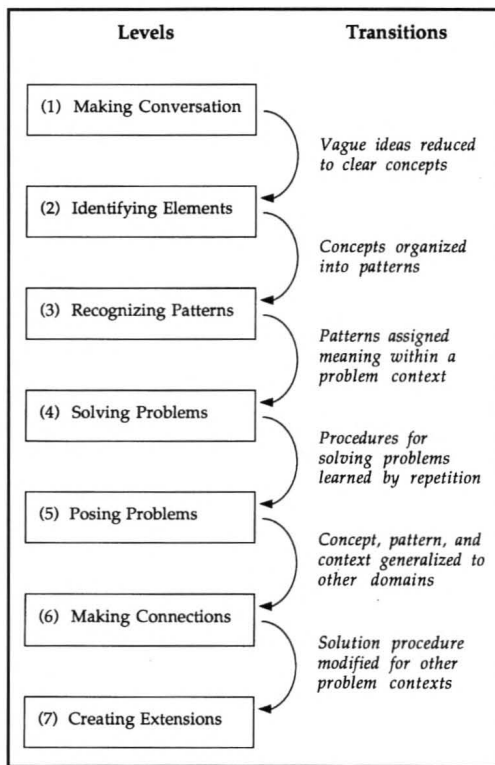 Levels Transitions
(1) Making Conversation
Vague ideas reduced
to clear concepts
(2) Identifying Elements
Concepts organized
into patterns
(3) Recognizing Patterns
Patterns assigned
meaning within a
problem context
(4) Solving Problems
Procedures for
solving problems
learned by repetition
(5) Posing Problems
Concept, pattern, and
context generalized to
other domains
(6) Making Connections
Solution procedure
modified for other
problem contexts
(7) Creating Extensions